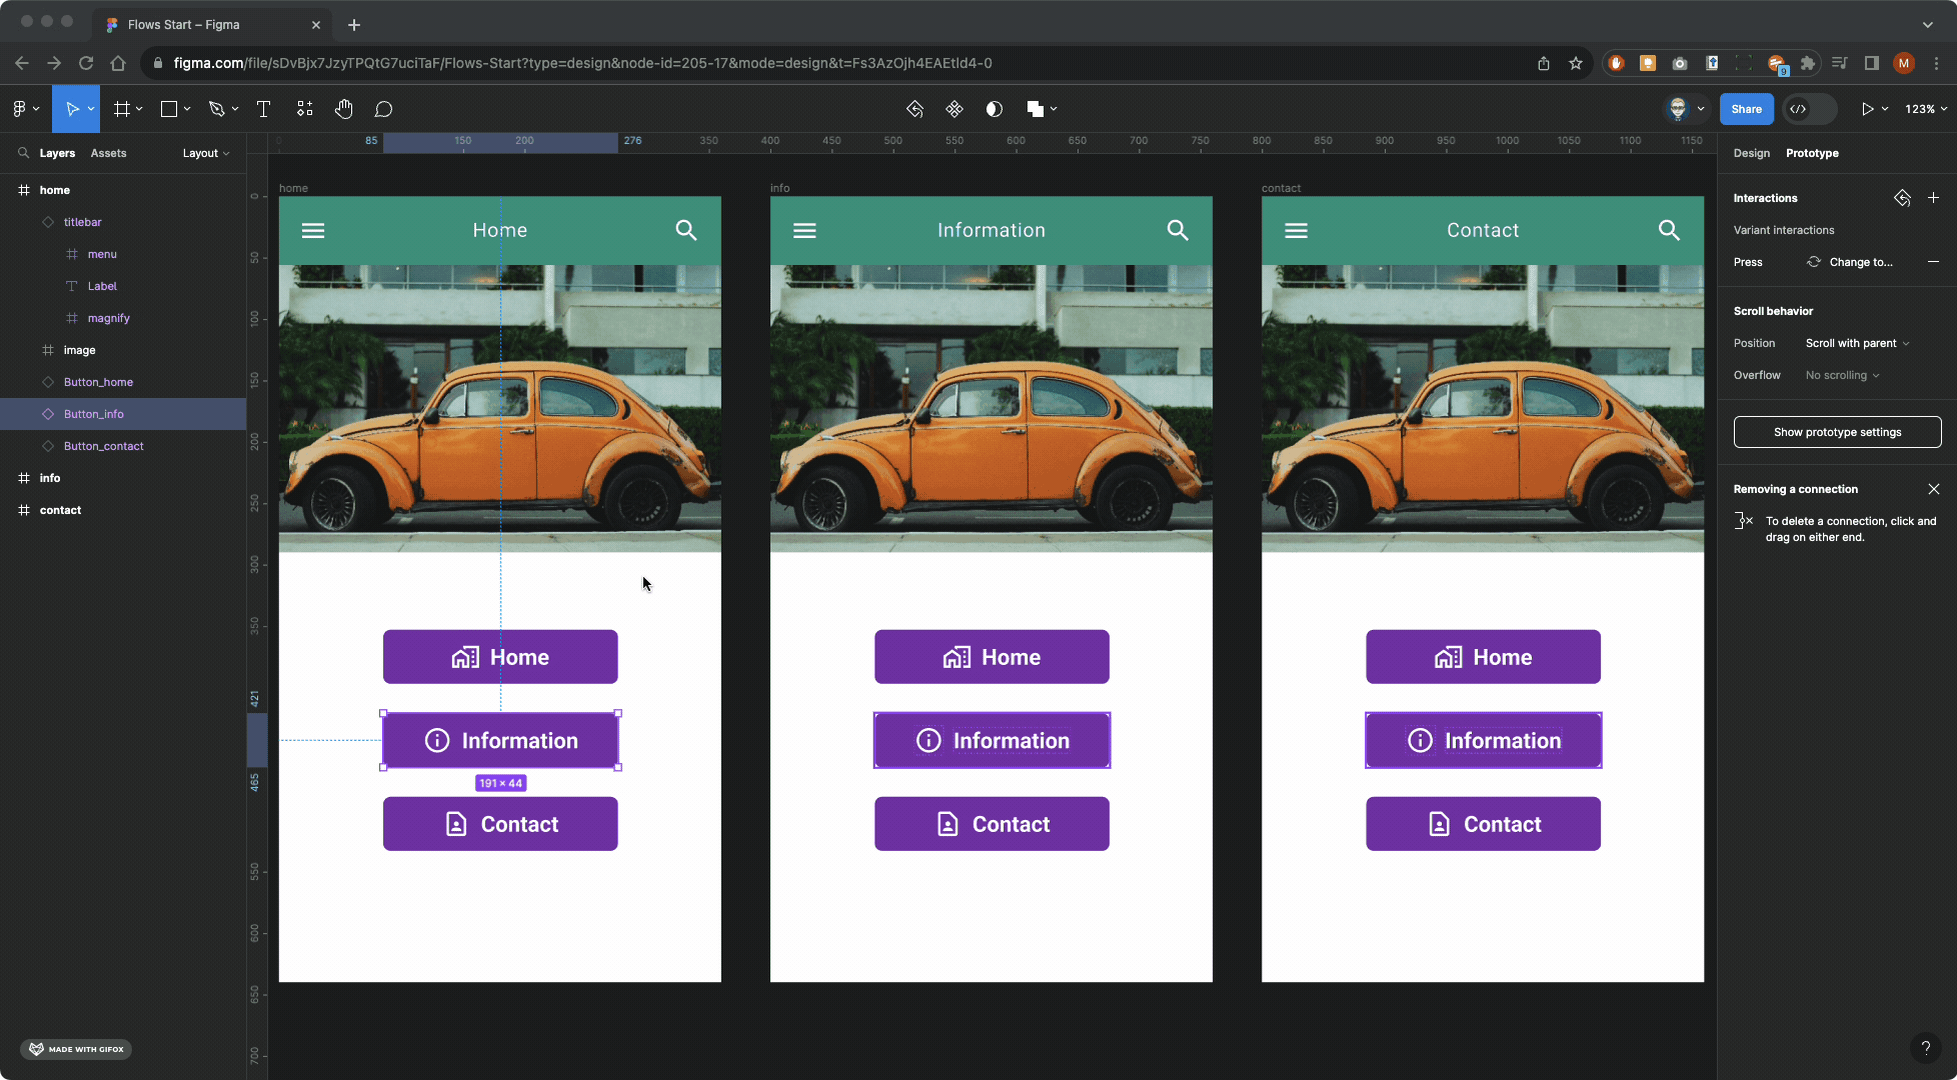 Flows Start – Figma
figma.com/file/sDvBjx7JzyTPQtG7uciTaF/Flows-Start?type=design&node-id=205-17&mode=design&t=Fs3AzOjh4EAEtId4-0
9
M
Share
123%
Layers Assets Layout
85 150 200 276 350 400 450 500 550 600 650 700 750 800 850 900 950 1000 1050 1100 1150
Design Prototype
home
titlebar
menu
Label
magnify
image
Button_home
Button_info
Button_contact
info
contact
0
50
100
150
200
250
300
350
421
465
550
600
650
700
home
Home
Home
Information
191 × 44
Contact
info
Information
Home
Information
Contact
contact
Contact
Home
Information
Contact
Interactions
Variant interactions
Press Change to...
Scroll behavior
Position Scroll with parent
Overflow No scrolling
Show prototype settings
Removing a connection
To delete a connection, click and
drag on either end.
MADE WITH GIFOX
?